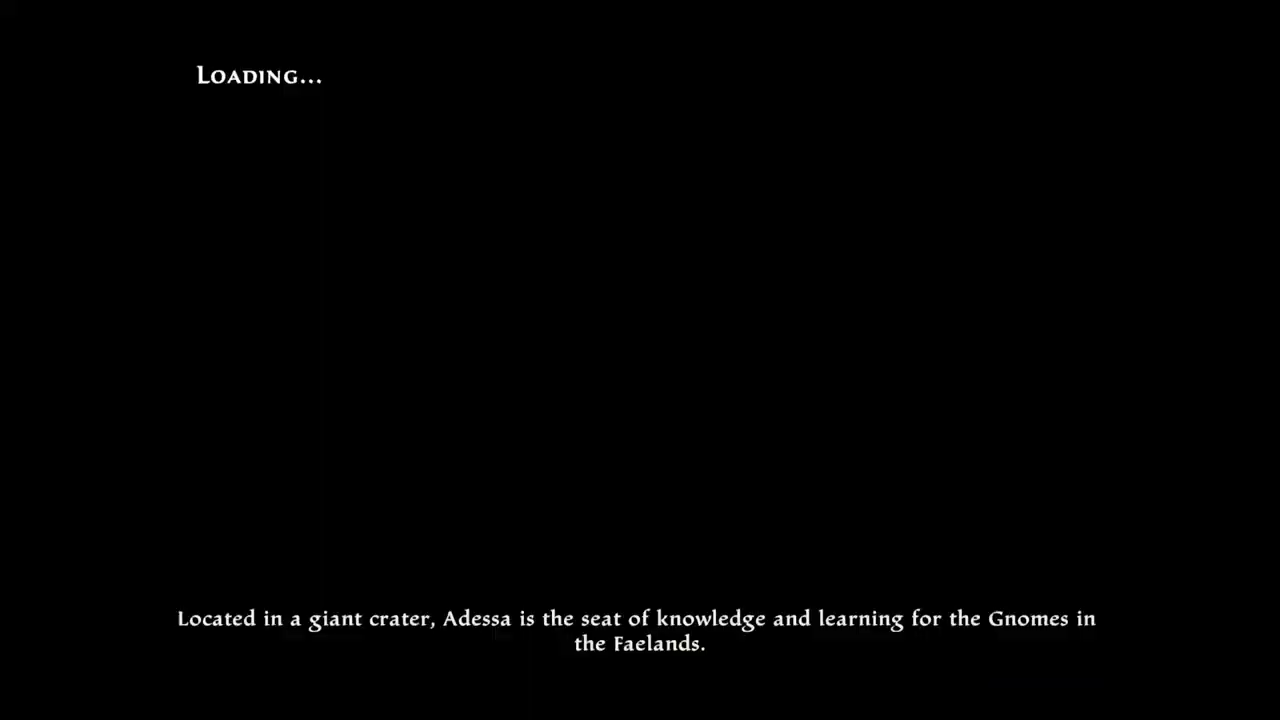 Loading...
Located in a giant crater, Adessa is the seat of knowledge and learning for the Gnomes in
the Faelands.